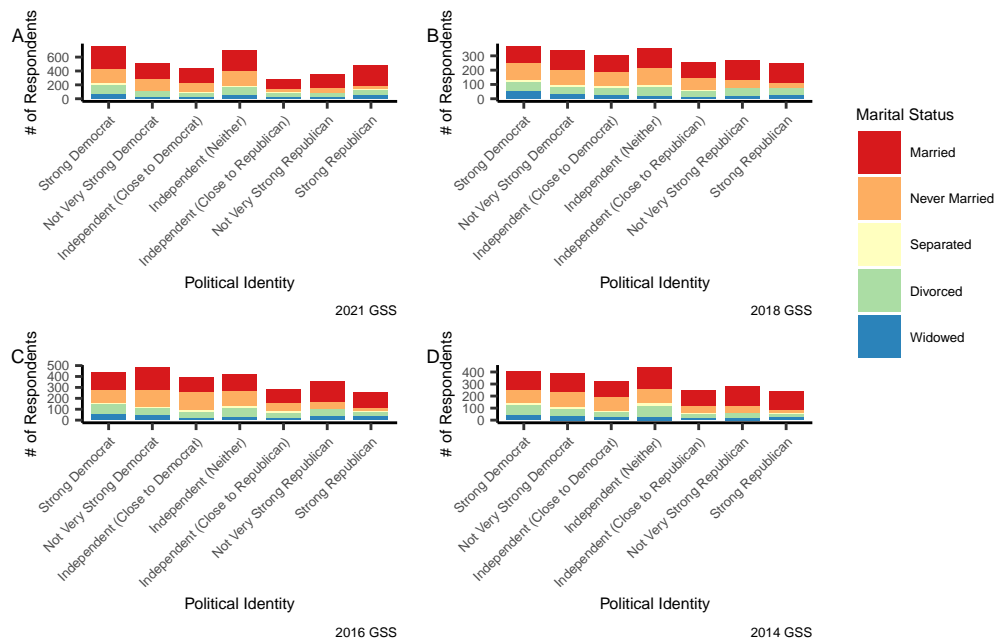 A
# of Respondents
600
400
200
0
Strong Democrat
Not Very Strong Democrat
Independent (Close to Democrat)
Independent (Neither)
Independent (Close to Republican)
Not Very Strong Republican
Strong Republican
Political Identity
2021 GSS
B
# of Respondents
300
200
100
0
Strong Democrat
Not Very Strong Democrat
Independent (Close to Democrat)
Independent (Neither)
Independent (Close to Republican)
Not Very Strong Republican
Strong Republican
Political Identity
2018 GSS
Marital Status
Married
Never Married
Separated
Divorced
Widowed
C
# of Respondents
500
400
300
200
100
0
Strong Democrat
Not Very Strong Democrat
Independent (Close to Democrat)
Independent (Neither)
Independent (Close to Republican)
Not Very Strong Republican
Strong Republican
Political Identity
2016 GSS
D
# of Respondents
400
300
200
100
0
Strong Democrat
Not Very Strong Democrat
Independent (Close to Democrat)
Independent (Neither)
Independent (Close to Republican)
Not Very Strong Republican
Strong Republican
Political Identity
2014 GSS